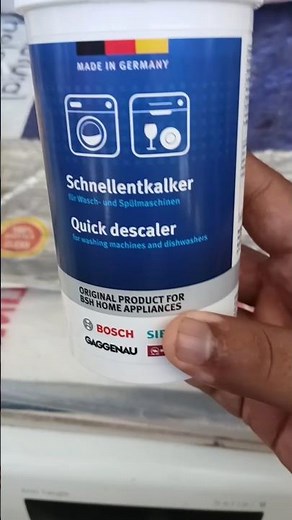 MADE IN GERMANY
Schnellentkalker
für Wasch- und Spülmaschinen
Quick descaler
for washing machines and dishwashers
ORIGINAL PRODUCT FOR
BSH HOME APPLIANCES
BOSCH SIE
GAGGENAU